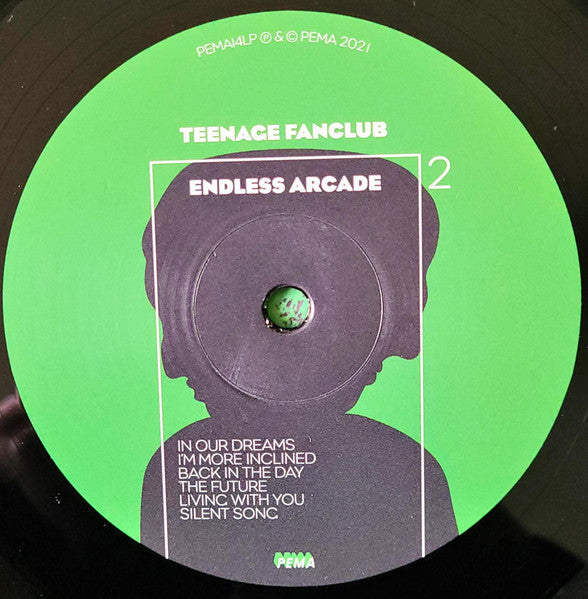 PEMA14LP ℗ & © PEMA 2021
TEENAGE FANCLUB
ENDLESS ARCADE
2
IN OUR DREAMS
I'M MORE INCLINED
BACK IN THE DAY
THE FUTURE
LIVING WITH YOU
SILENT SONG
PEMA